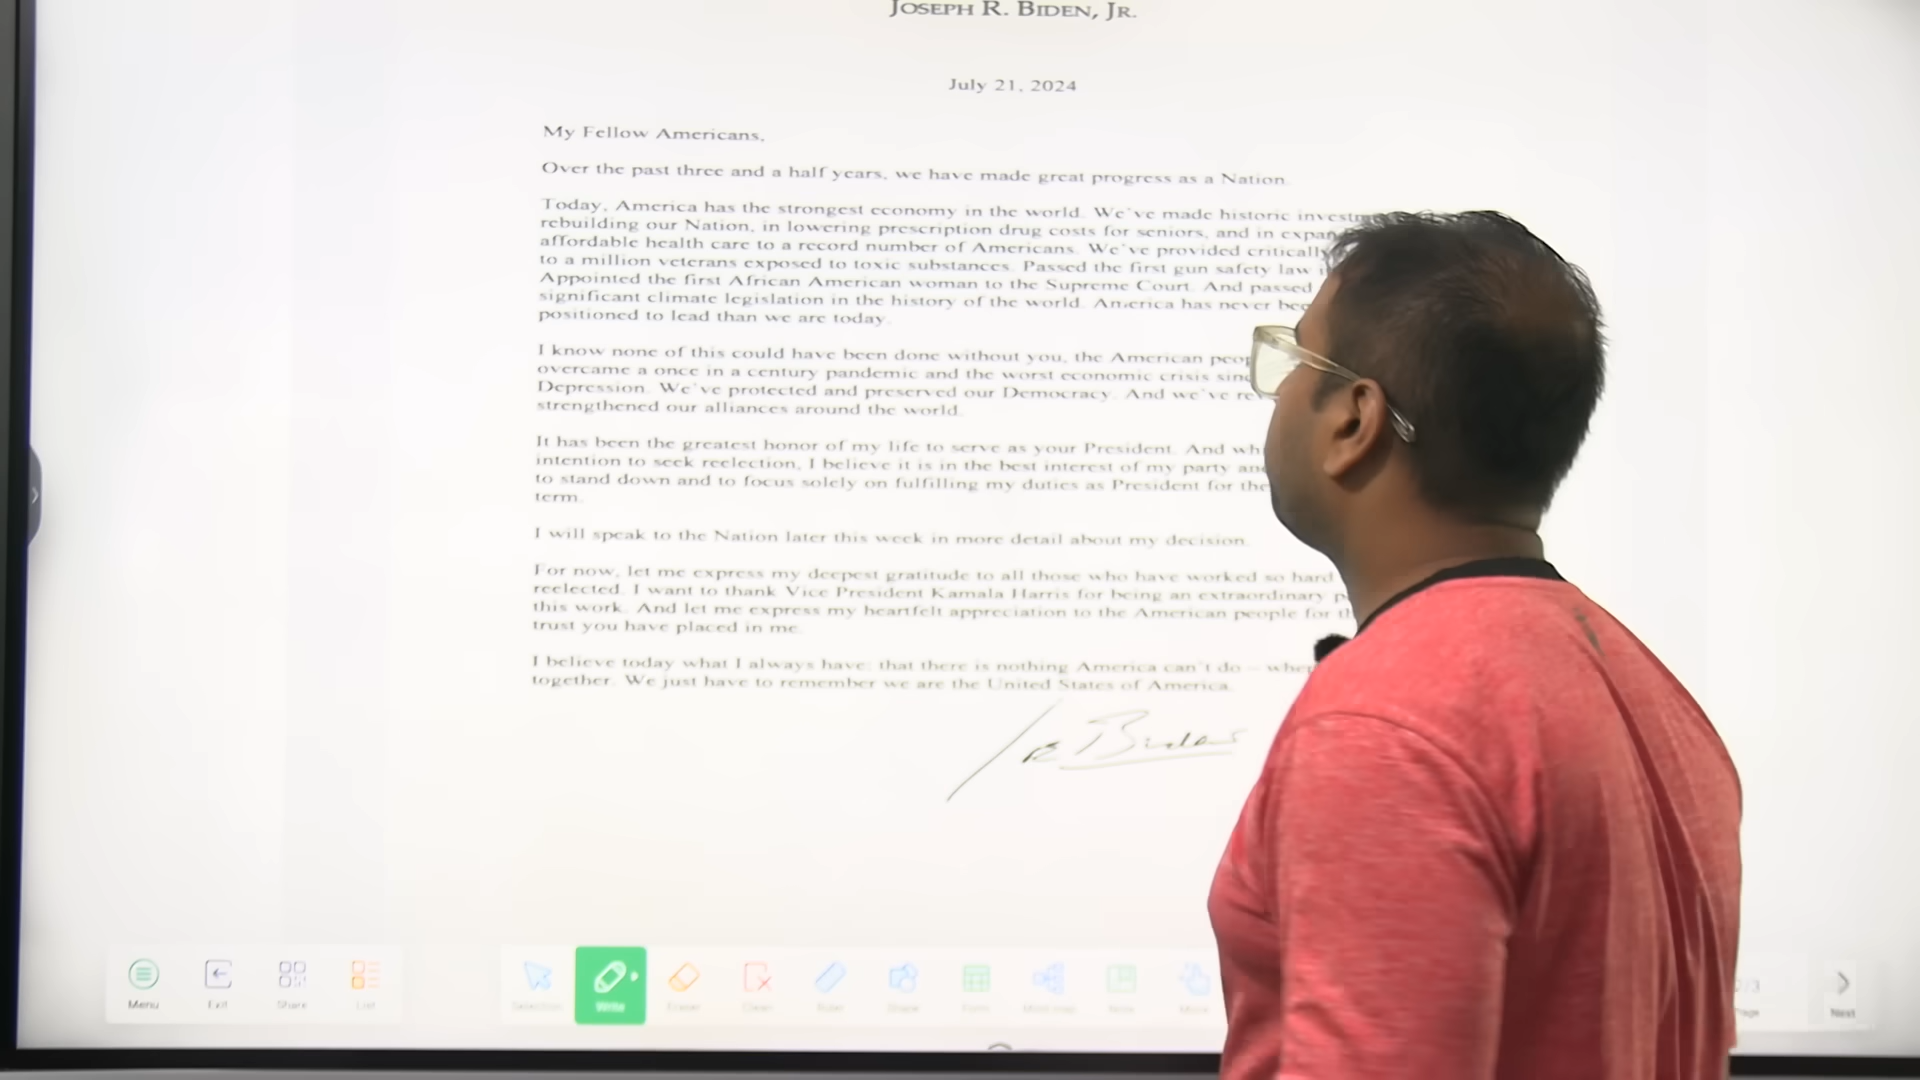 JOSEPH R. BIDEN, JR.
July 21, 2024
My Fellow Americans,
Over the past three and a half years, we have made great progress as a Nation.
Today, America has the strongest economy in the world. We've made historic
rebuilding our Nation, in lowering prescription drug costs for seniors, and in
affordable health care to a record number of Americans. We've provided critically
to a million veterans exposed to toxic substances. Passed the first gun safety law
Appointed the first African American woman to the Supreme Court. And passed
significant climate legislation in the history of the world. America has never
positioned to lead than we are today.
I know none of this could have been done without you, the American
overcame a once in a century pandemic and the worst economic crisis
Depression. We've protected and preserved our Democracy. And we've
strengthened our alliances around the world.
It has been the greatest honor of my life to serve as your President. And
intention to seek reelection, I believe it is in the best interest of my party
to stand down and to focus solely on fulfilling my duties as President for the
term.
I will speak to the Nation later this week in more detail about my decision.
For now, let me express my deepest gratitude to all those who have worked so hard
reelected. I want to thank Vice President Kamala Harris for being an extraordinary
this work. And let me express my heartfelt appreciation to the American people for
trust you have placed in me.
I believe today what I always have: that there is nothing America can't do –
together. We just have to remember we are the United States of America.
Joe Biden
Menu Exit Share List Selection Write Eraser Clean Ruler Shape Form More Page Next